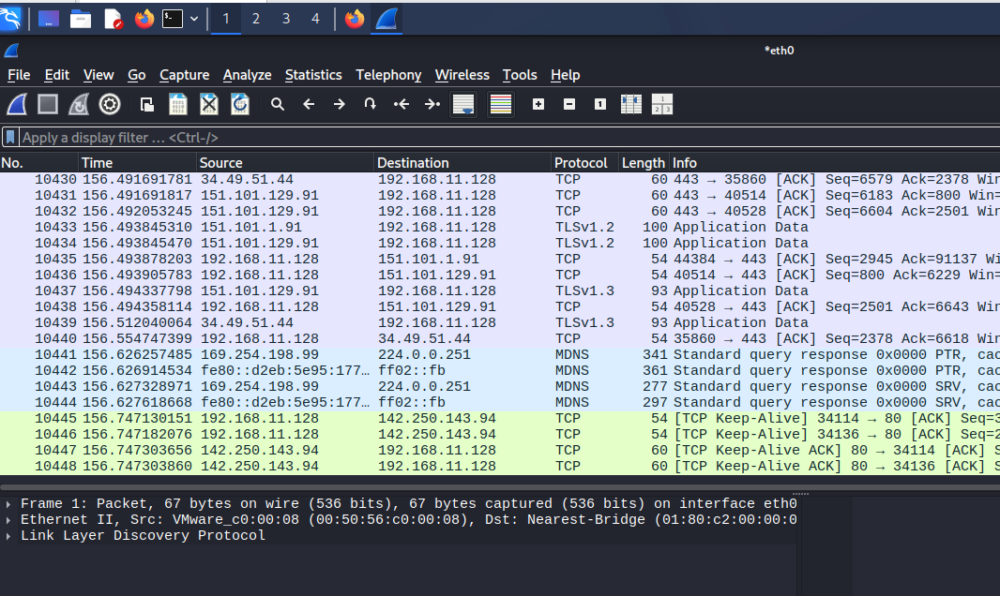 1 2 3 4
*eth0
File Edit View Go Capture Analyze Statistics Telephony Wireless Tools Help
Apply a display filter ... <Ctrl-/>
No. Time Source Destination Protocol Length Info
10430 156.491691781 34.49.51.44 192.168.11.128 TCP 60 443 → 35860 [ACK] Seq=6579 Ack=2378 Win
10431 156.491691817 151.101.129.91 192.168.11.128 TCP 60 443 → 40514 [ACK] Seq=6183 Ack=800 Win=
10432 156.492053245 151.101.129.91 192.168.11.128 TCP 60 443 → 40528 [ACK] Seq=6604 Ack=2501 Win
10433 156.493845310 151.101.1.91 192.168.11.128 TLSv1.2 100 Application Data
10434 156.493845470 151.101.129.91 192.168.11.128 TLSv1.2 100 Application Data
10435 156.493878203 192.168.11.128 151.101.1.91 TCP 54 44384 → 443 [ACK] Seq=2945 Ack=91137 Wi
10436 156.493905783 192.168.11.128 151.101.129.91 TCP 54 40514 → 443 [ACK] Seq=800 Ack=6229 Win=
10437 156.494337798 151.101.129.91 192.168.11.128 TLSv1.3 93 Application Data
10438 156.494358114 192.168.11.128 151.101.129.91 TCP 54 40528 → 443 [ACK] Seq=2501 Ack=6643 Win
10439 156.512040064 34.49.51.44 192.168.11.128 TLSv1.3 93 Application Data
10440 156.554747399 192.168.11.128 34.49.51.44 TCP 54 35860 → 443 [ACK] Seq=2378 Ack=6618 Win
10441 156.626257485 169.254.198.99 224.0.0.251 MDNS 341 Standard query response 0x0000 PTR, cac
10442 156.626914534 fe80::d2eb:5e95:177… ff02::fb MDNS 361 Standard query response 0x0000 PTR, cac
10443 156.627328971 169.254.198.99 224.0.0.251 MDNS 277 Standard query response 0x0000 SRV, cac
10444 156.627618668 fe80::d2eb:5e95:177… ff02::fb MDNS 297 Standard query response 0x0000 SRV, cac
10445 156.747130151 192.168.11.128 142.250.143.94 TCP 54 [TCP Keep-Alive] 34114 → 80 [ACK] Seq=3
10446 156.747182076 192.168.11.128 142.250.143.94 TCP 54 [TCP Keep-Alive] 34136 → 80 [ACK] Seq=2
10447 156.747303656 142.250.143.94 192.168.11.128 TCP 60 [TCP Keep-Alive ACK] 80 → 34114 [ACK] S
10448 156.747303860 142.250.143.94 192.168.11.128 TCP 60 [TCP Keep-Alive ACK] 80 → 34136 [ACK] S
Frame 1: Packet, 67 bytes on wire (536 bits), 67 bytes captured (536 bits) on interface eth0
Ethernet II, Src: VMware_c0:00:08 (00:50:56:c0:00:08), Dst: Nearest-Bridge (01:80:c2:00:00:0
Link Layer Discovery Protocol